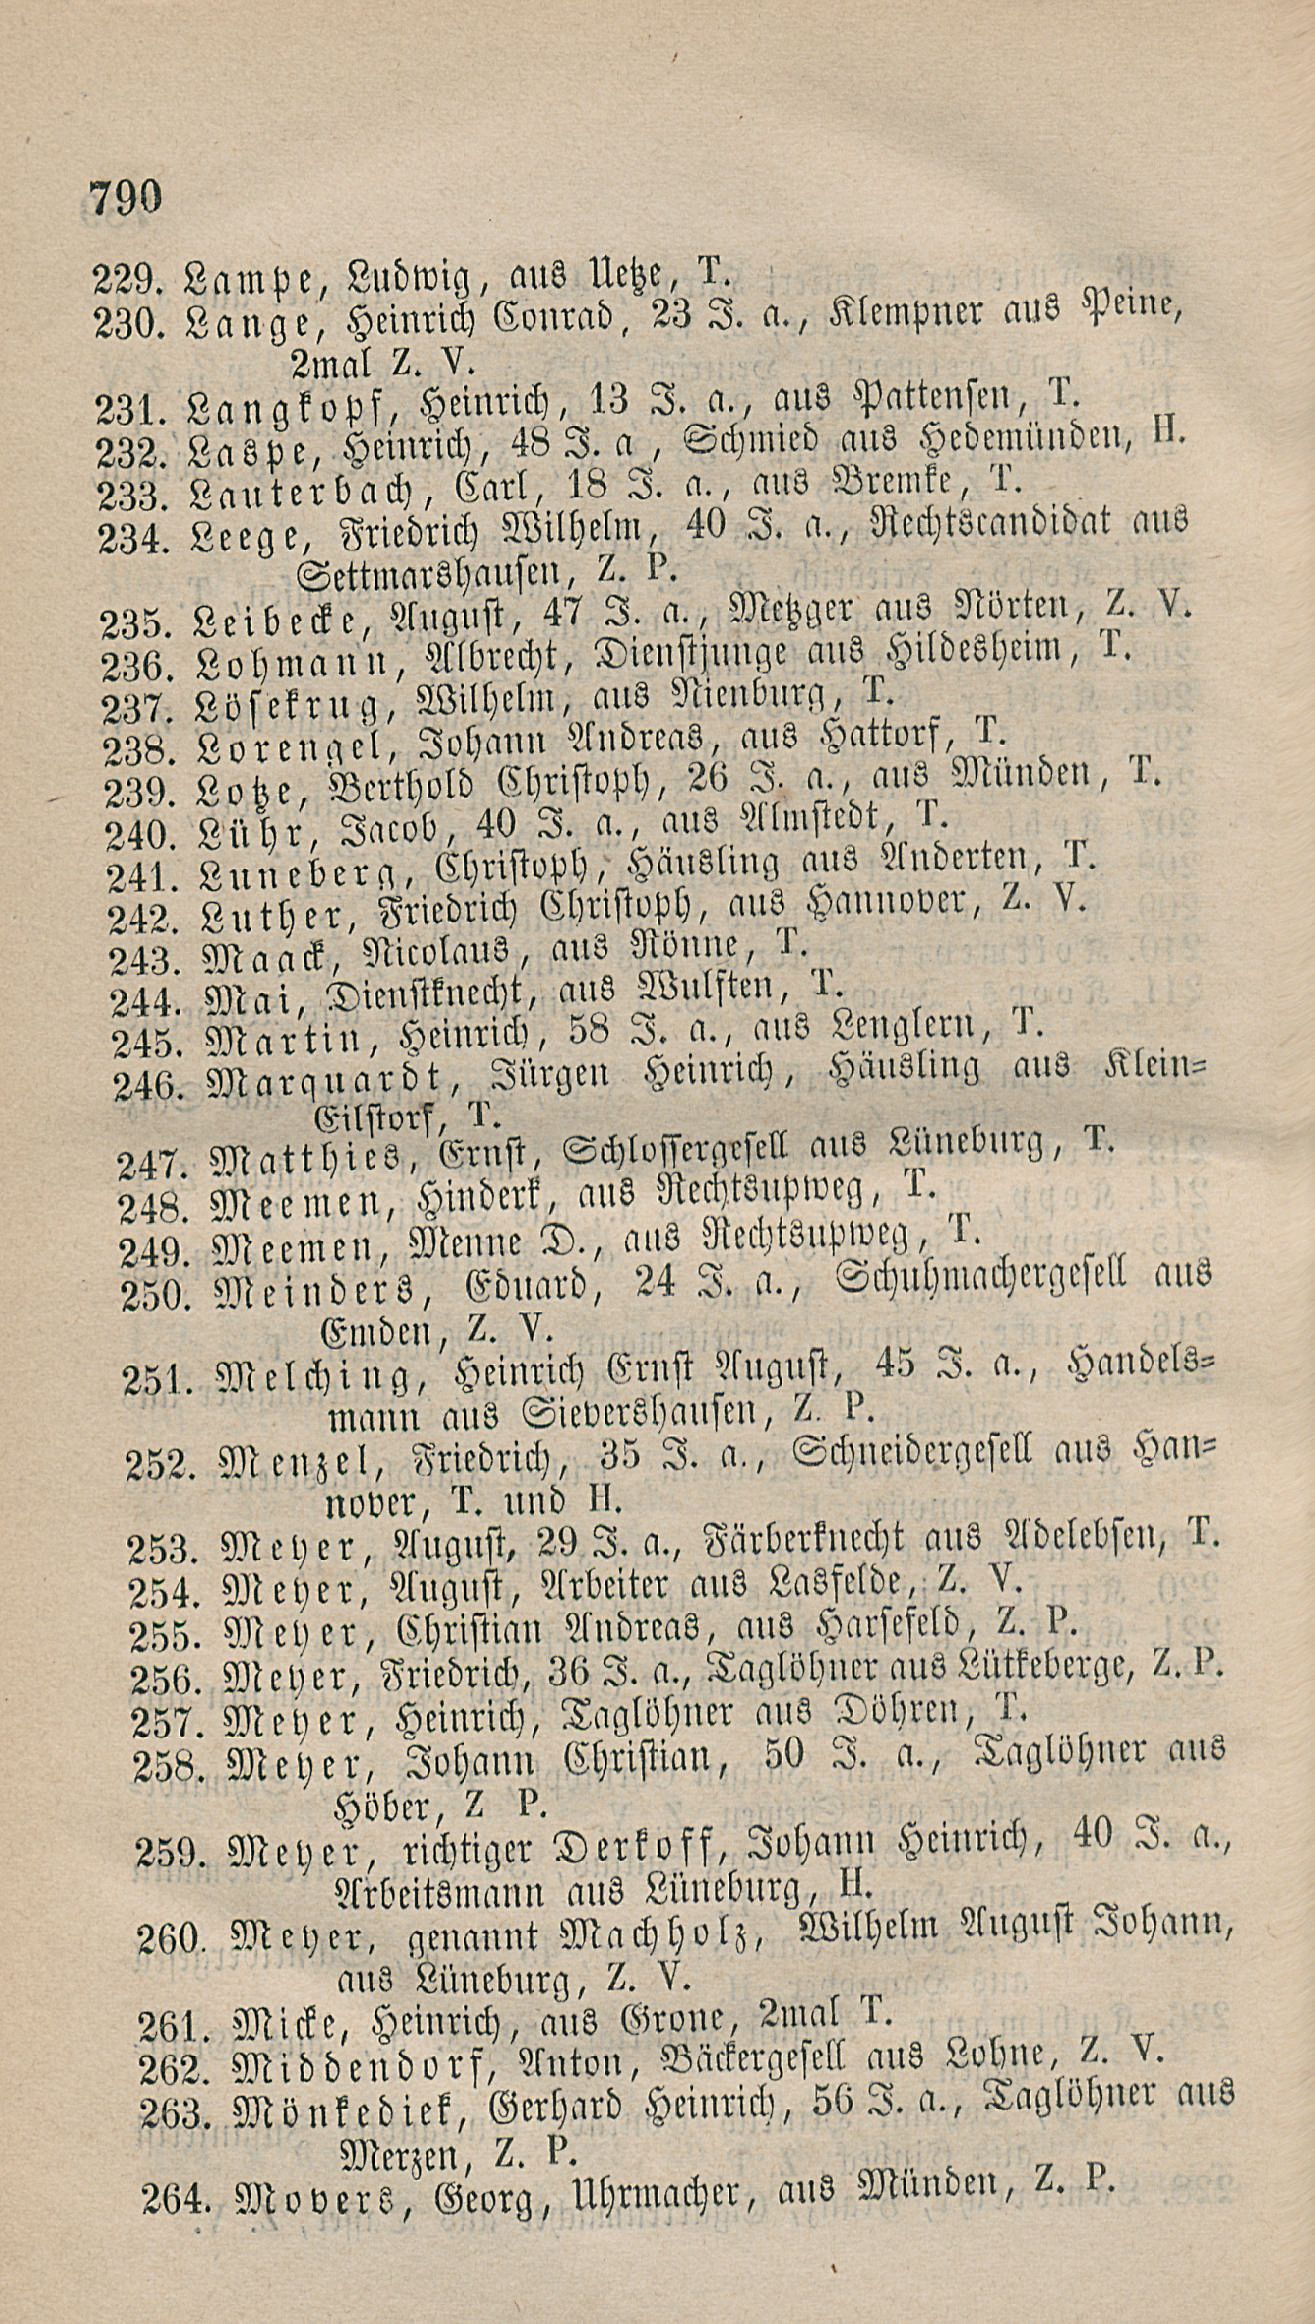 790
229. Lampe, Ludwig, aus Uetze, T.
230. Lange, Heinrich Conrad, 23 J. a., Klempner aus Peine,
2mal Z. V.
231. Langkopf, Heinrich, 13 J. a., aus Pattensen, T.
232. Laspe, Heinrich, 48 J. a , Schmied aus Hedemünden, H.
233. Lauterbach, Carl, 18 J. a., aus Bremke, T.
234. Leege, Friedrich Wilhelm, 40 J. a., Rechtscandidat aus
Settmarshausen, Z. P.
235. Leibecke, August, 47 J. a., Metzger aus Nörten, Z. V.
236. Lohmann, Albrecht, Dienstjunge aus Hildesheim, T.
237. Lösekrug, Wilhelm, aus Nienburg, T.
238. Lorengel, Johann Andreas, aus Hattorf, T.
239. Lotze, Berthold Christoph, 26 J. a., aus Münden, T.
240. Lühr, Jacob, 40 J. a., aus Almstedt, T.
241. Luneberg, Christoph, Häusling aus Anderten, T.
242. Luther, Friedrich Christoph, aus Hannover, Z. V.
243. Maack, Nicolaus, aus Rönne, T.
244. Mai, Dienstknecht, aus Wulften, T.
245. Martin, Heinrich, 58 J. a., aus Lenglern, T.
246. Marquardt, Jürgen Heinrich, Häusling aus Klein-
Eilstorf, T.
247. Matthies, Ernst, Schlossergesell aus Lüneburg, T.
248. Meemen, Hinderk, aus Rechtsupweg, T.
249. Meemen, Menne D., aus Rechtsupweg, T.
250. Meinders, Eduard, 24 J. a., Schuhmachergesell aus
Emden, Z. V.
251. Melching, Heinrich Ernst August, 45 J. a., Handels-
mann aus Sievershausen, Z. P.
252. Menzel, Friedrich, 35 J. a., Schneidergesell aus Han-
nover, T. und H.
253. Meyer, August, 29 J. a., Färberknecht aus Adelebsen, T.
254. Meyer, August, Arbeiter aus Lasfelde, Z. V.
255. Meyer, Christian Andreas, aus Harsefeld, Z. P.
256. Meyer, Friedrich, 36 J. a., Taglöhner aus Lütkeberge, Z. P.
257. Meyer, Heinrich, Taglöhner aus Döhren, T.
258. Meyer, Johann Christian, 50 J. a., Taglöhner aus
Höber, Z P.
259. Meyer, richtiger Derkoff, Johann Heinrich, 40 J. a.,
Arbeitsmann aus Lüneburg, H.
260. Meyer, genannt Machholz, Wilhelm August Johann,
aus Lüneburg, Z. V.
261. Micke, Heinrich, aus Grone, 2mal T.
262. Middendorf, Anton, Bäckergesell aus Lohne, Z. V.
263. Mönkediek, Gerhard Heinrich, 56 J. a., Taglöhner aus
Merzen, Z. P.
264. Movers, Georg, Uhrmacher, aus Münden, Z. P.